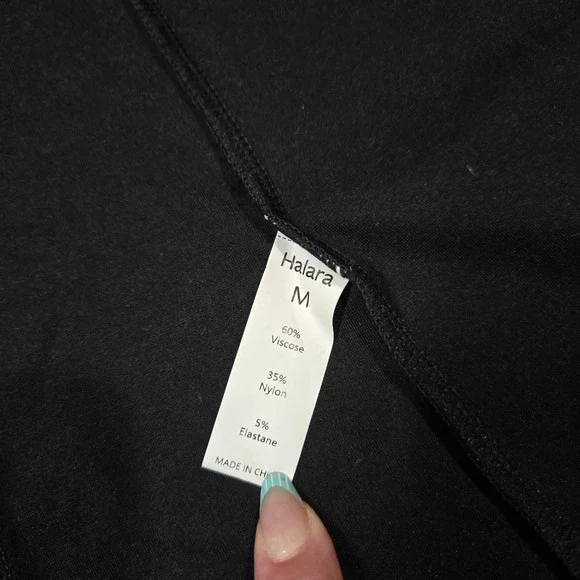 Halara
M
60%
Viscose
35%
Nylon
5%
Elastane
MADE IN